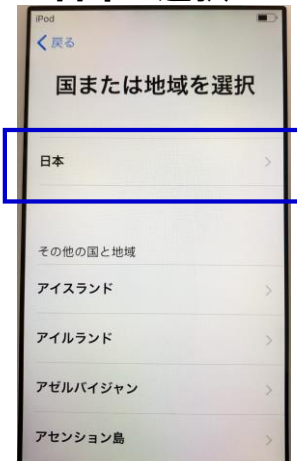 iPod
戻る
国または地域を選択
日本
その他の国と地域
アイスランド
アイルランド
アゼルバイジャン
アセンション島